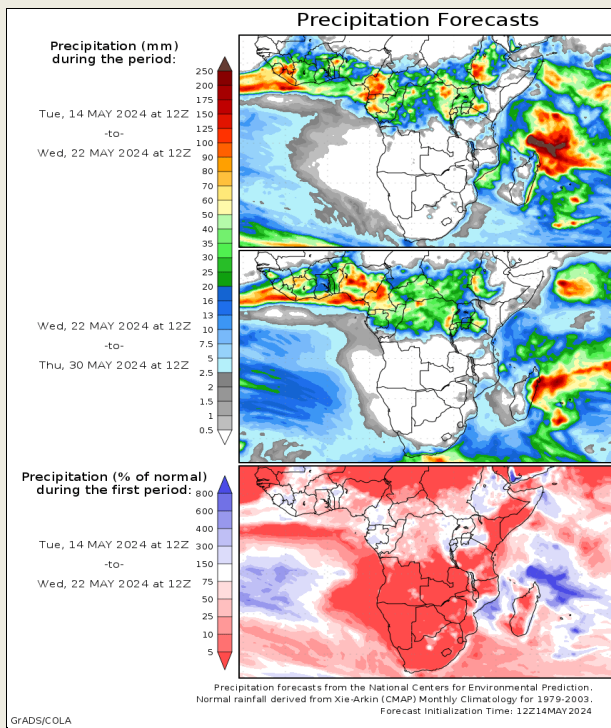 Precipitation Forecasts
Precipitation (mm)
during the period:
Tue, 14 MAY 2024 at 12Z
-to-
Wed, 22 MAY 2024 at 12Z
250
200
175
150
125
100
90
80
70
60
50
40
35
30
25
20
16
13
10
7.5
5
2.5
2
1.5
1
0.5
Wed, 22 MAY 2024 at 12Z
-to-
Thu, 30 MAY 2024 at 12Z
Precipitation (% of normal)
during the first period:
Tue, 14 MAY 2024 at 12Z
-to-
Wed, 22 MAY 2024 at 12Z
800
600
400
300
150
75
50
25
10
5
Precipitation forecasts from the National Centers for Environmental Prediction.
Normal rainfall derived from Xie-Arkin (CMAP) Monthly Climatology for 1979-2003.
Forecast Initialization Time: 12Z14MAY2024
GrADS/COLA